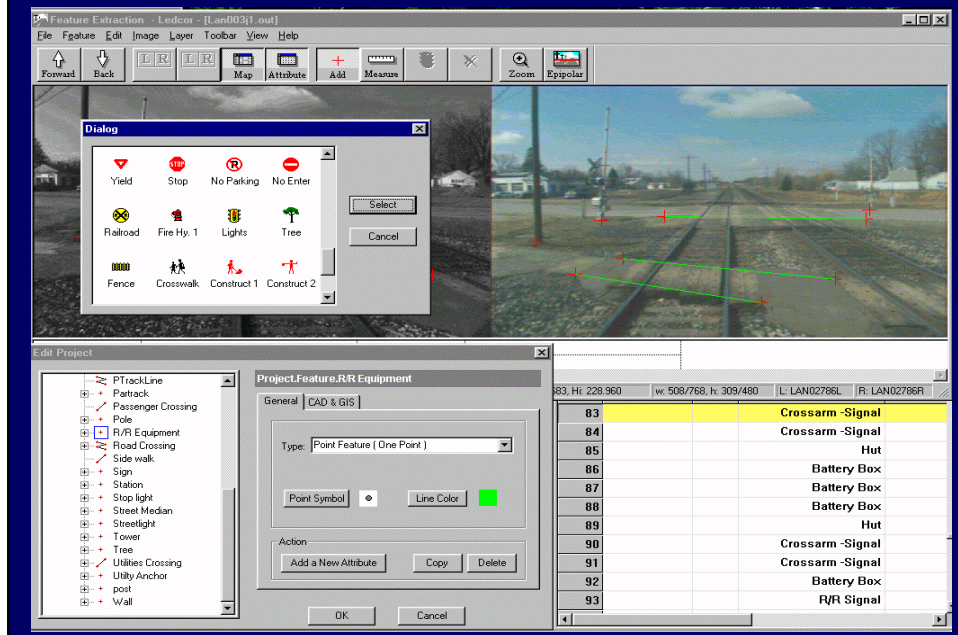 Feature Extraction - Ledcor - [Lan003j1.out]
File Feature Edit Image Layer Toolbar View Help
L R L R
Forward Back Map Attribute Add Measure Zoom Epipolar
Dialog
Yield Stop No Parking No Enter
Railroad Fire Hy. 1 Lights Tree
Fence Crosswalk Construct 1 Construct 2
Select
Cancel
Edit Project
PTrackLine
Partrack
Passenger Crossing
Pole
R/R Equipment
Road Crossing
Side walk
Sign
Station
Stop light
Street Median
Streetlight
Tower
Tree
Utilities Crossing
Utilty Anchor
post
Wall
Project.Feature.R/R Equipment
General CAD & GIS
Type: Point Feature ( One Point )
Point Symbol Line Color
Action
Add a New Attribute Copy Delete
OK Cancel
83, Hi: 228.960 w: 508/768, h: 309/480 L: LAN02786L R: LAN02786R
83 Crossarm -Signal
84 Crossarm -Signal
85 Hut
86 Battery Box
87 Battery Box
88 Battery Box
89 Hut
90 Crossarm -Signal
91 Crossarm -Signal
92 Battery Box
93 R/R Signal